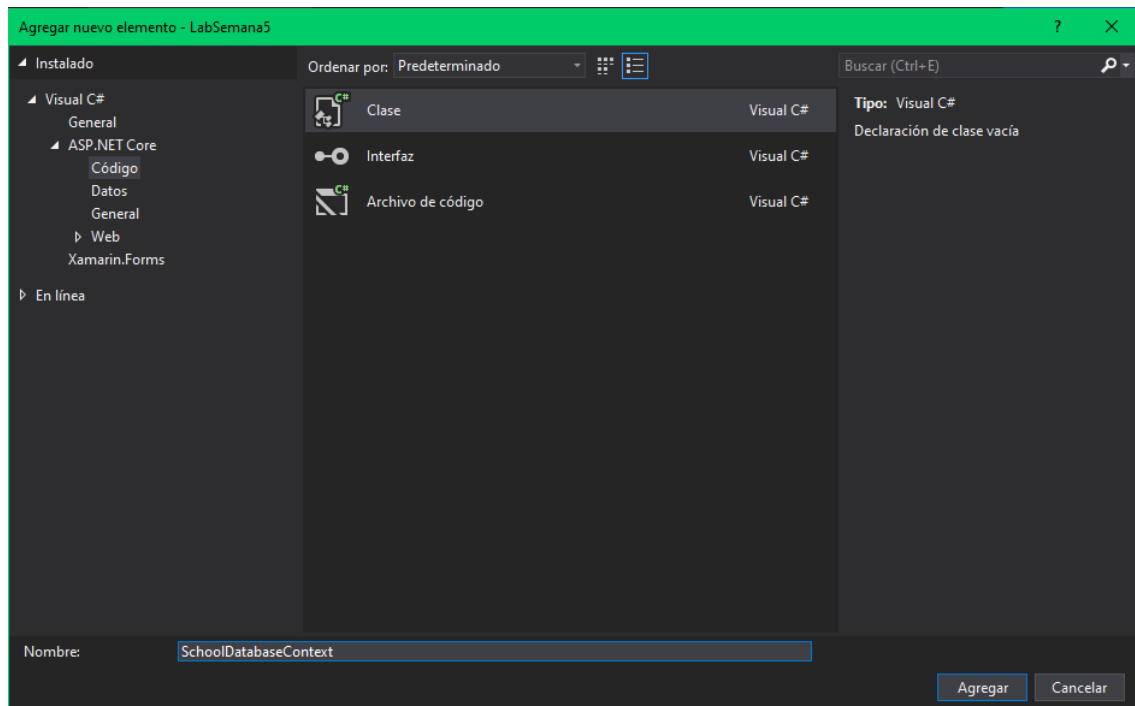 Agregar nuevo elemento - LabSemana5
?
Instalado
Ordenar por: Predeterminado
Buscar (Ctrl+E)
Visual C#
General
ASP.NET Core
Código
Datos
General
Web
Xamarin.Forms
En línea
C# Clase Visual C#
Interfaz Visual C#
C# Archivo de código Visual C#
Tipo: Visual C#
Declaración de clase vacía
Nombre: SchoolDatabaseContext
Agregar Cancelar